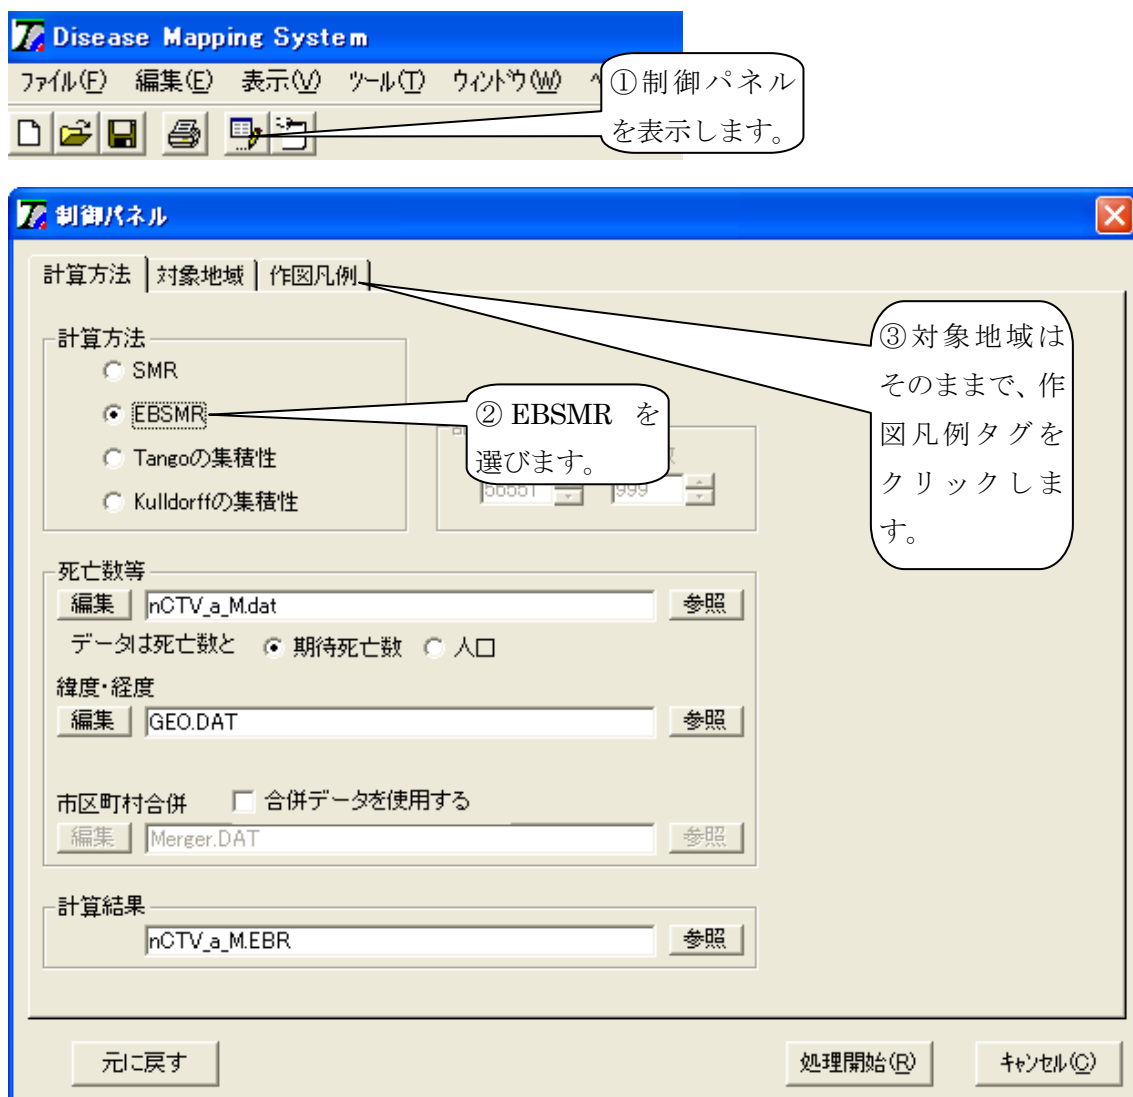 Disease Mapping System
ファイル(F) 編集(E) 表示(V) ツール(T) ウィンドウ(W) ヘ
①制御パネル
を表示します。
制御パネル
計算方法 対象地域 作図凡例
計算方法
SMR
EBSMR
Tangoの集積性
Kulldorffの集積性
② EBSMR を
選びます。
999
③対象地域は
そのままで、作
図凡例タグを
クリックしま
す。
死亡数等
編集 nCTV_a_M.dat 参照
データは死亡数と 期待死亡数 人口
緯度・経度
編集 GEO.DAT 参照
市区町村合併 合併データを使用する
編集 Merger.DAT 参照
計算結果
nCTV_a_M.EBR 参照
元に戻す 処理開始(R) キャンセル(C)